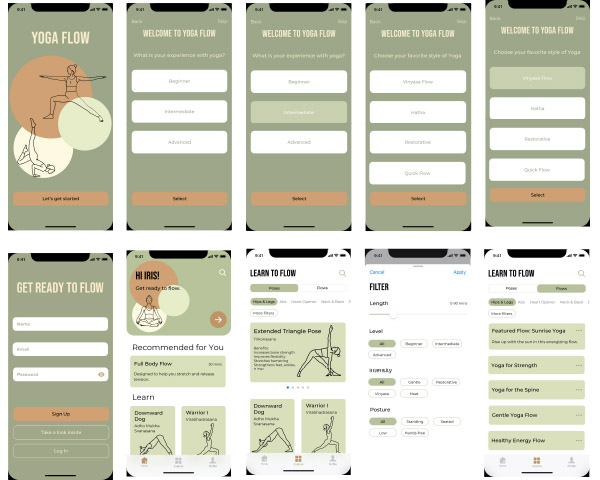 9:41
YOGA FLOW
Let's get started
9:41
Back
Skip
WELCOME TO YOGA FLOW
What is your experience with yoga?
Beginner
Intermediate
Advanced
Select
9:41
Back
Skip
WELCOME TO YOGA FLOW
What is your experience with yoga?
Beginner
Intermediate
Advanced
Select
9:41
Back
Skip
WELCOME TO YOGA FLOW
Choose your favorite style of Yoga
Vinyasa Flow
Hatha
Restorative
Quick Flow
Select
9:41
Back
Skip
WELCOME TO YOGA FLOW
Choose your favorite style of Yoga
Vinyasa Flow
Hatha
Restorative
Quick Flow
Select
9:41
GET READY TO FLOW
Name
Email
Password
Sign Up
Take a look inside
Log In
9:41
HI IRIS!
Get ready to flow.
Recommended for You
Full Body Flow
30 mins
Designed to help you stretch and release
tension.
Learn
Downward
Dog
Adho Mukha
Svanasana
Warrior I
Virabhadrasana
Home
9:41
LEARN TO FLOW
Poses
Flows
Hips & Legs
Abs
Heart Opener
Neck & Back
More filters
Extended Triangle Pose
Trikonasana
Benefits:
Increases bone strength
Improves flexibility
Stretches hamstring
Downward
Dog
Adho Mukha
Svanasana
Warrior I
Virabhadrasana
9:41
Cancel
Apply
FILTER
Length
Level
All
Beginner
Intermediate
Advanced
Intensity
All
Gentle
Restorative
Vinyasa
Heat
Posture
All
Standing
Seated
Low
Hands Free
9:41
LEARN TO FLOW
Poses
Flows
Hips & Legs
Abs
Heart Opener
Neck & Back
More filters
Featured Flow: Sunrise Yoga
Rise up with the sun in this energizing flow.
Yoga for Strength
Yoga for the Spine
Gentle Yoga Flow
Healthy Energy Flow